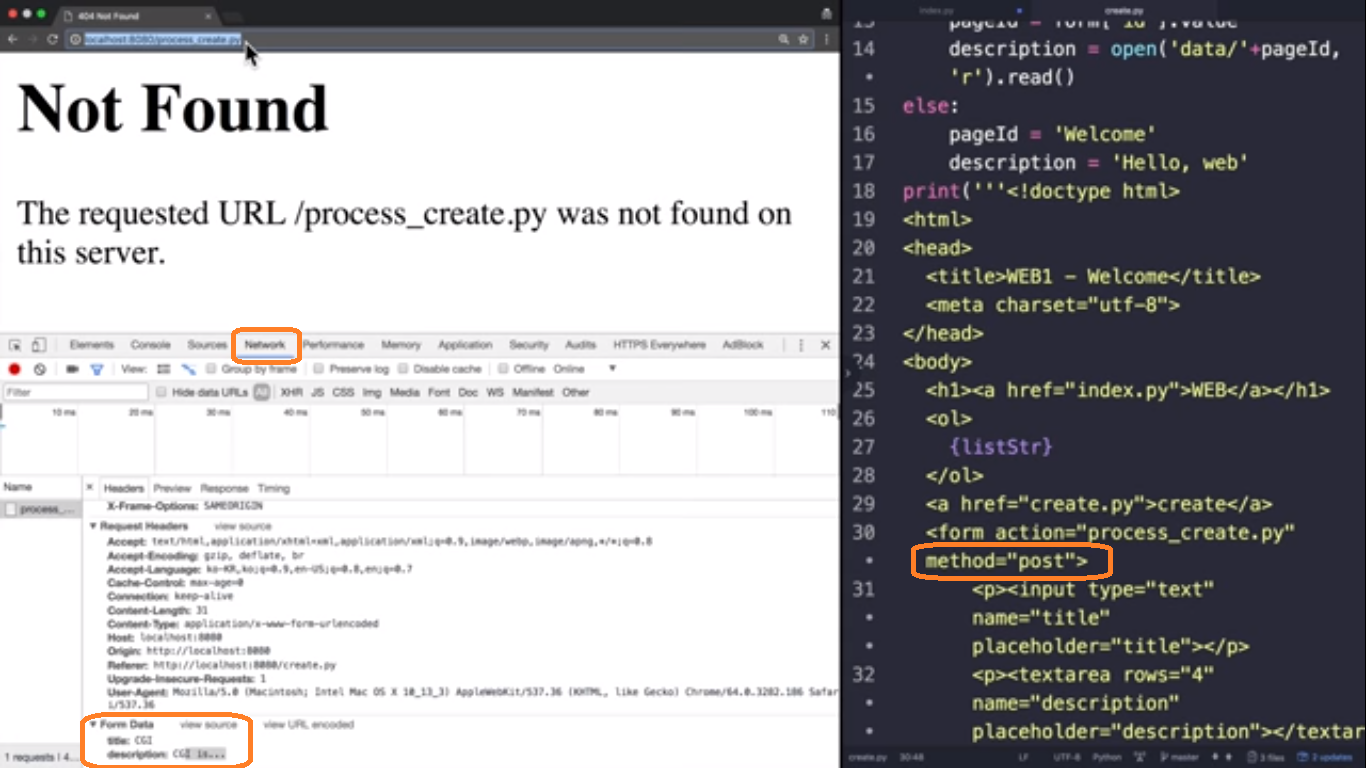 404 Not Found
localhost:8080/process_create.py
Not Found
The requested URL /process_create.py was not found on
this server.
Elements Console Sources Network Performance Memory Application Security Audits HTTPS Everywhere AdBlock
View: Group by frame Preserve log Disable cache Offline Online
Filter Hide data URLs All XHR JS CSS Img Media Font Doc WS Manifest Other
10 ms 20 ms 30 ms 40 ms 50 ms 60 ms 70 ms 80 ms 90 ms 100 ms 110
Name
process_...
Headers Preview Response Timing
X-Frame-Options: SAMEORIGIN
Request Headers view source
Accept: text/html,application/xhtml+xml,application/xml;q=0.9,image/webp,image/apng,*/*;q=0.8
Accept-Encoding: gzip, deflate, br
Accept-Language: ko-KR,ko;q=0.9,en-US;q=0.8,en;q=0.7
Cache-Control: max-age=0
Connection: keep-alive
Content-Length: 31
Content-Type: application/x-www-form-urlencoded
Host: localhost:8080
Origin: http://localhost:8080
Referer: http://localhost:8080/create.py
Upgrade-Insecure-Requests: 1
User-Agent: Mozilla/5.0 (Macintosh; Intel Mac OS X 10_13_3) AppleWebKit/537.36 (KHTML, like Gecko) Chrome/64.0.3282.186 Safar
i/537.36
Form Data view source view URL encoded
title: CGI
description: CGI is...
1 requests | 4...
index.py create.py
13 pageId = form["id"].value
14 description = open('data/'+pageId,
'r').read()
15 else:
16 pageId = 'Welcome'
17 description = 'Hello, web'
18 print('''<!doctype html>
19 <html>
20 <head>
21 <title>WEB1 - Welcome</title>
22 <meta charset="utf-8">
23 </head>
24 <body>
25 <h1><a href="index.py">WEB</a></h1>
26 <ol>
27 {listStr}
28 </ol>
29 <a href="create.py">create</a>
30 <form action="process_create.py"
method="post">
31 <p><input type="text"
name="title"
placeholder="title"></p>
32 <p><textarea rows="4"
name="description"
placeholder="description"></textar
create.py 30:48 LF UTF-8 Python master 3 files 2 updates